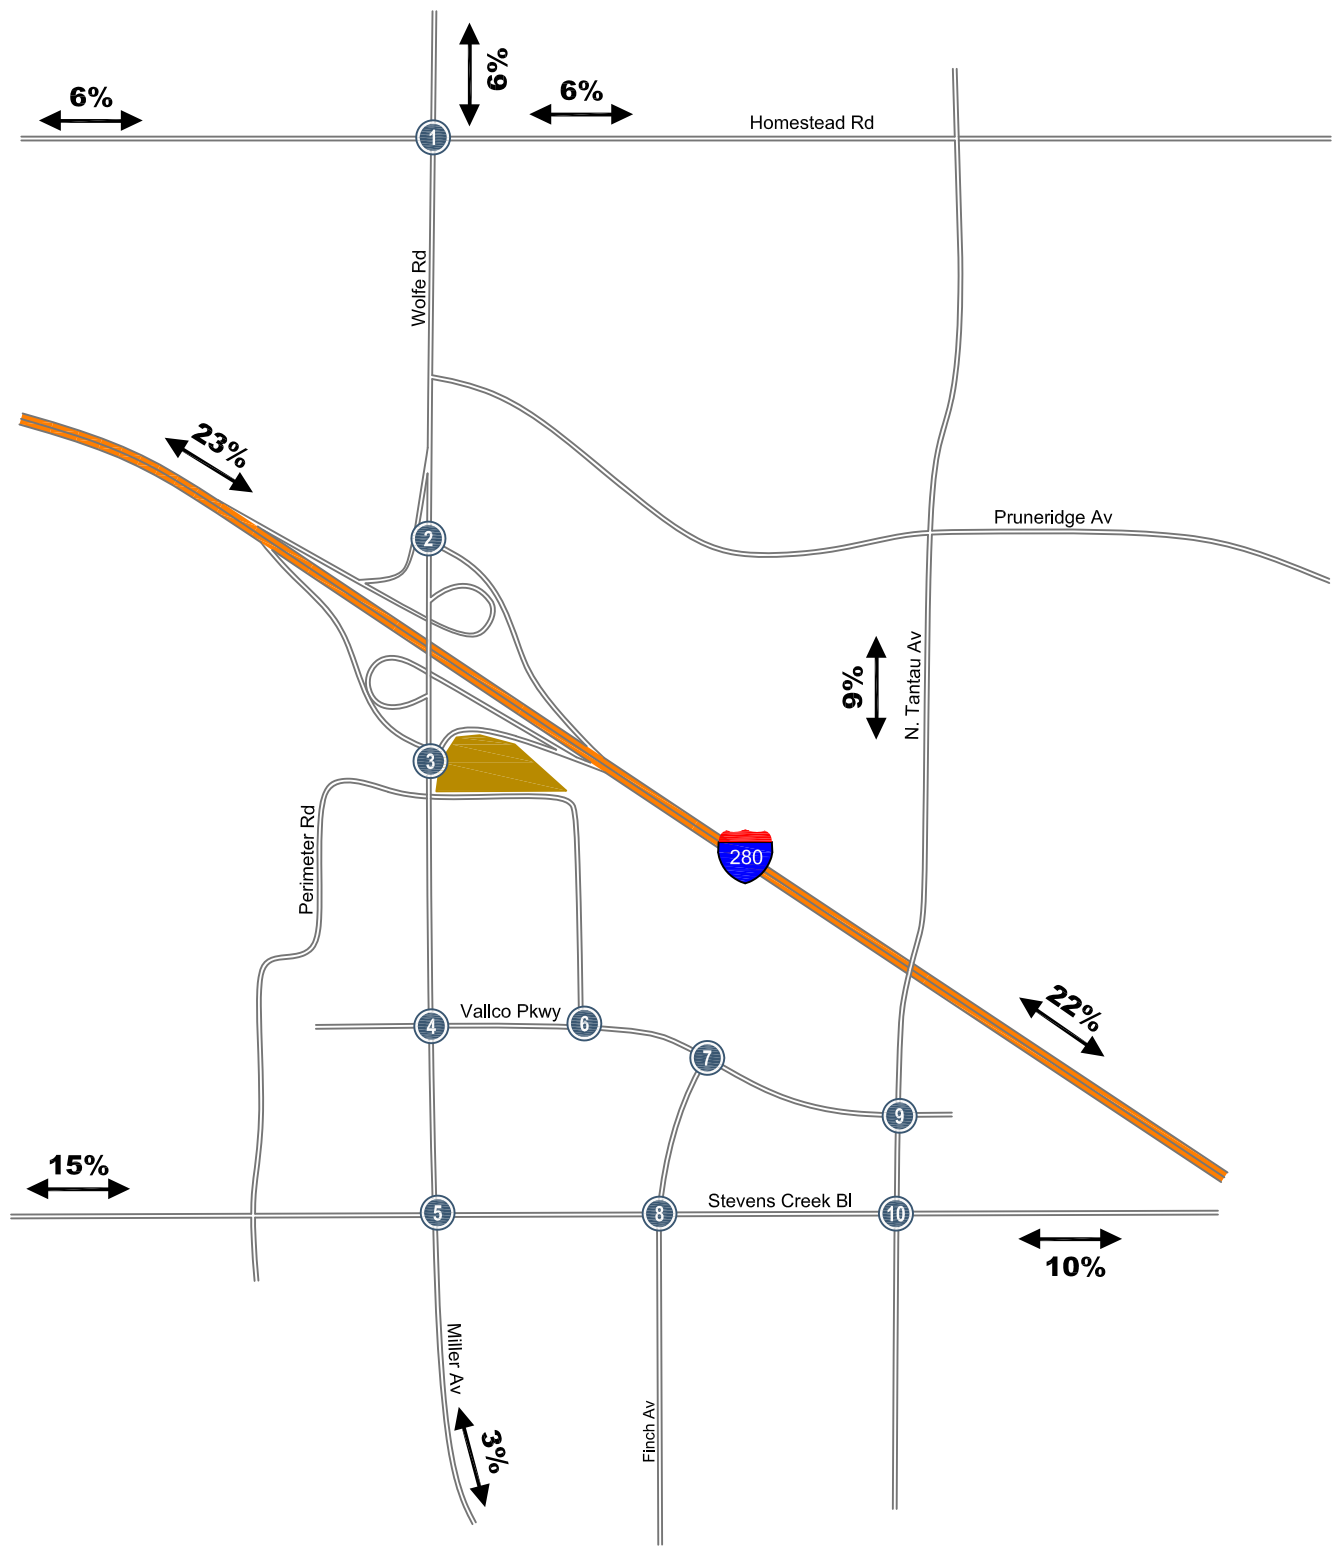 6%
6%
6%
1
Homestead Rd
Wolfe Rd
23%
2
Pruneridge Av
9%
N. Tantau Av
3
Perimeter Rd
280
22%
Vallco Pkwy
4
6
7
9
15%
Stevens Creek Bl
5
8
10
10%
Miller Av
3%
Finch Av